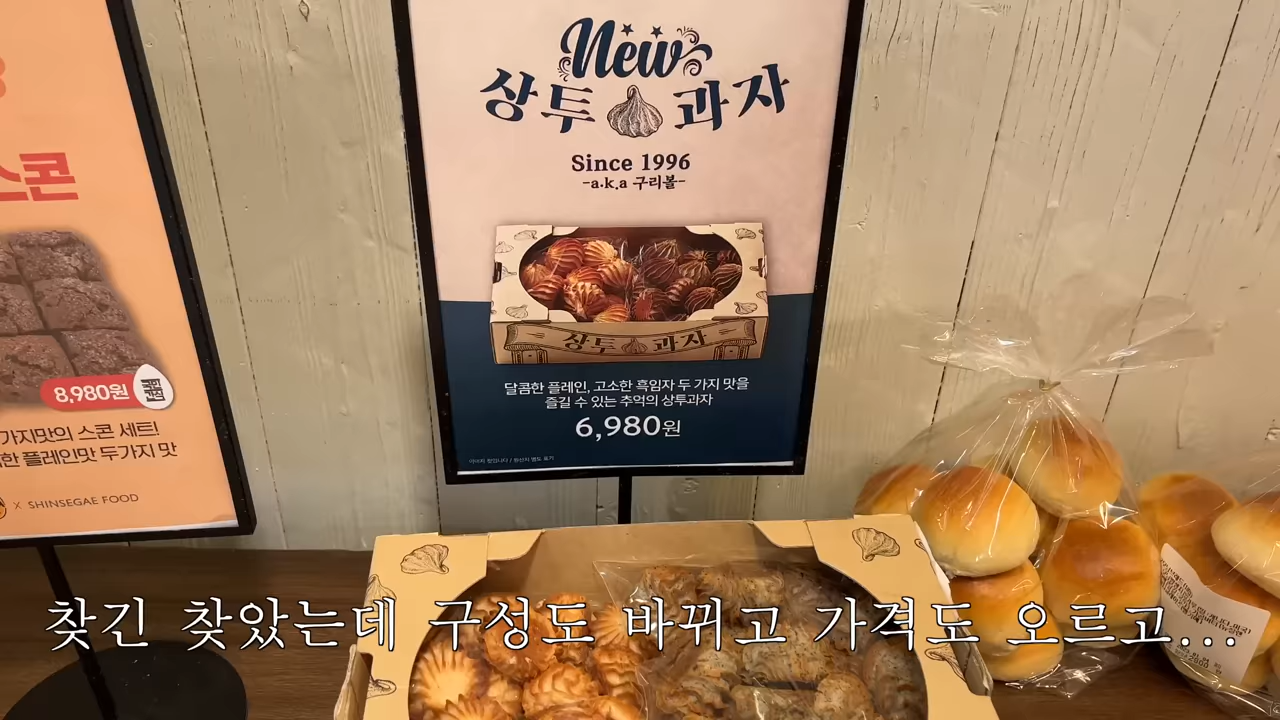 New
상투 과자
Since 1996
-a.k.a 구리볼-
상투 과자
달콤한 플레인, 고소한 흑임자 두 가지 맛을
즐길 수 있는 추억의 상투과자
6,980원
스콘
8,980원
가지맛의 스콘 세트!
한 플레인맛 두가지 맛
X SHINSEGAE FOOD
찾긴 찾았는데 구성도 바뀌고 가격도 오르고...